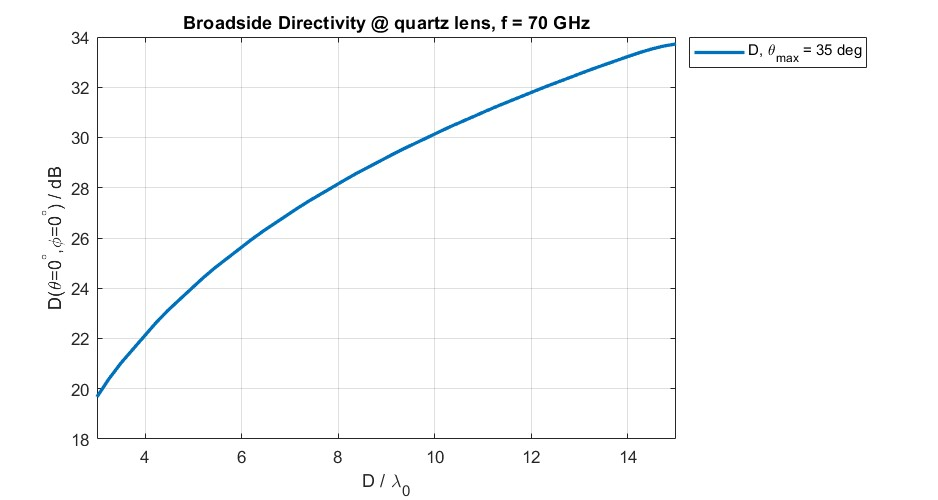 Broadside Directivity @ quartz lens, f = 70 GHz
D, θmax = 35 deg
D(θ=0°,ϕ=0°) / dB
34
32
30
28
26
24
22
20
18
4 6 8 10 12 14
D / λ0